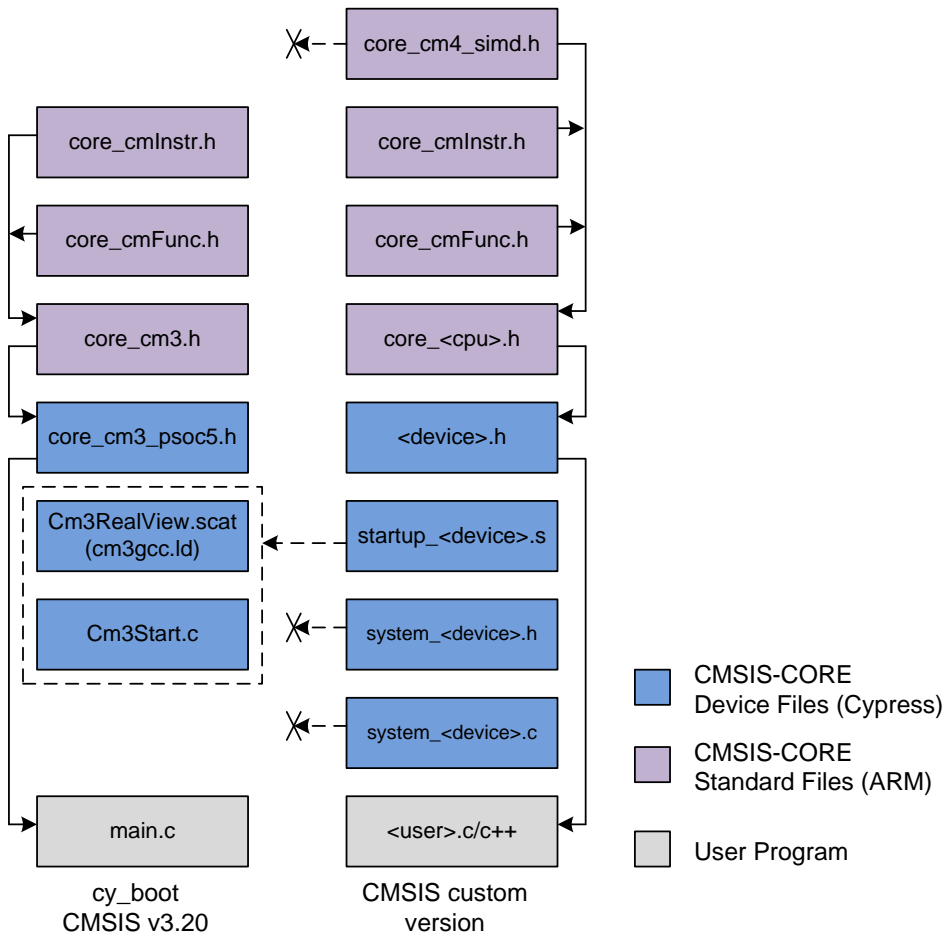 core_cm4_simd.h
core_cmInstr.h
core_cmInstr.h
core_cmFunc.h
core_cmFunc.h
core_cm3.h
core_<cpu>.h
core_cm3_psoc5.h
<device>.h
Cm3RealView.scat
(cm3gcc.ld)
startup_<device>.s
Cm3Start.c
system_<device>.h
system_<device>.c
main.c
<user>.c/c++
cy_boot
CMSIS v3.20
CMSIS custom
version
CMSIS-CORE
Device Files (Cypress)
CMSIS-CORE
Standard Files (ARM)
User Program